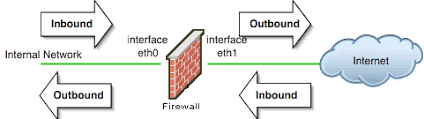 Inbound
Outbound
interface
eth0
interface
eth1
Internal Network
Internet
Outbound
Inbound
Firewall